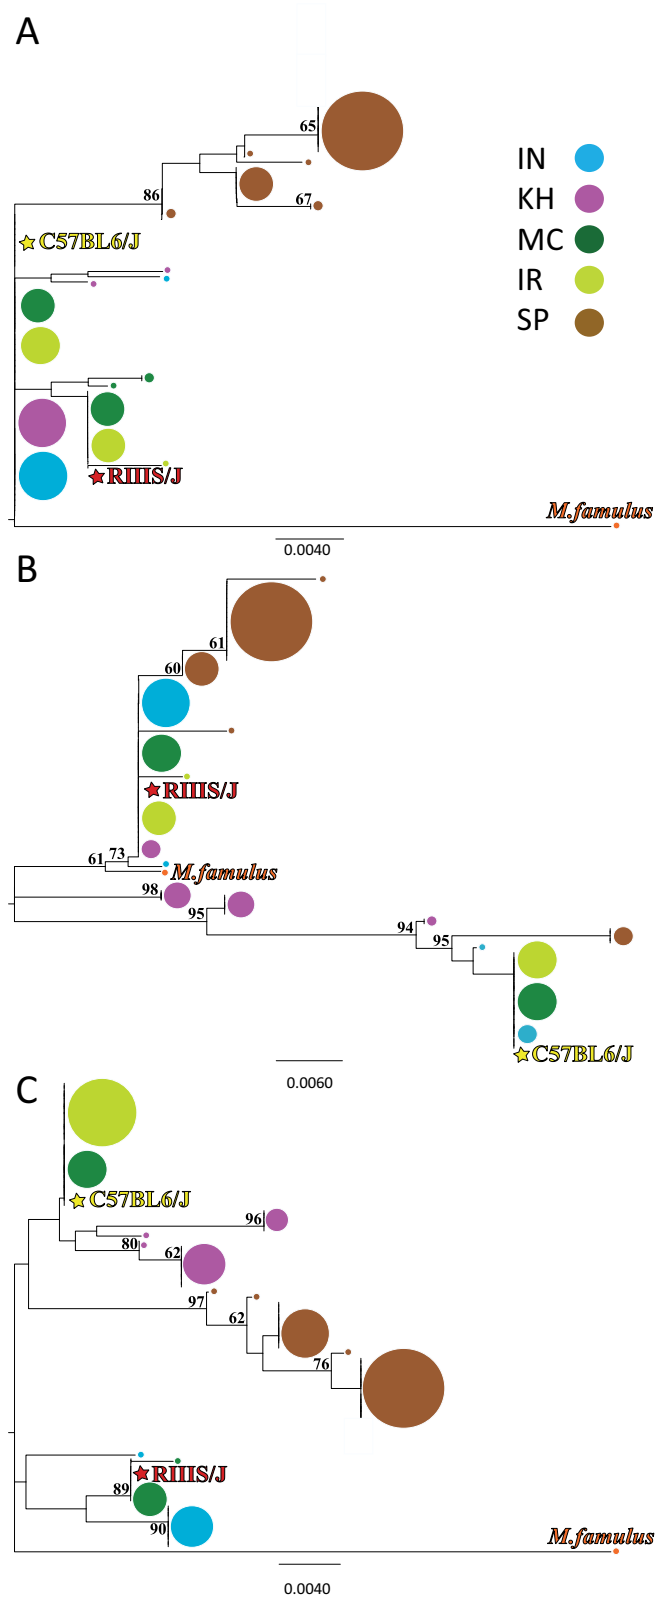 A
65
86
67
C57BL6/J
RIIIS/J
M.famulus
0.0040
IN
KH
MC
IR
SP
B
61
60
RIIIS/J
61
73
M.famulus
98
95
94
95
C57BL6/J
0.0060
C
C57BL6/J
96
80
62
97
62
76
RIIIS/J
89
90
M.famulus
0.0040